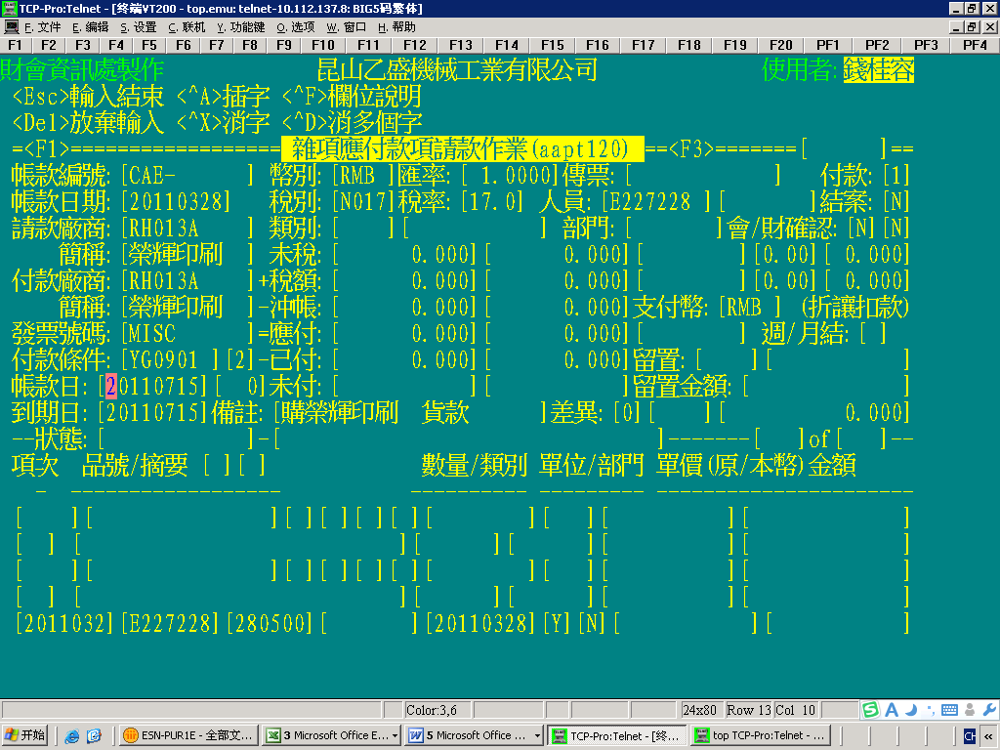 TCP-Pro:Telnet - [终端VT200 - top.emu: telnet-10.112.137.8: BIG5码繁体]
F. 文件 E. 编辑 S. 设置 C. 联机 Y. 功能键 O. 选项 W. 窗口 H. 帮助
F1 F2 F3 F4 F5 F6 F7 F8 F9 F10 F11 F12 F13 F14 F15 F16 F17 F18 F19 F20 PF1 PF2 PF3 PF4
財會資訊處製作 昆山乙盛機械工業有限公司 使用者: 錢桂容
<Esc>輸入結束 <^A>插字 <^F>欄位說明
<Del>放棄輸入 <^X>消字 <^D>消多個字
=<F1>================== 雜項應付款項請款作業(aapt120) ==<F3>=======[ ]==
帳款編號: [CAE- ] 幣別: [RMB ]匯率: [ 1.0000]傳票: [ ] 付款: [1]
帳款日期: [20110328] 稅別: [N017]稅率: [17.0] 人員: [E227228 ][ ]結案: [N]
請款廠商: [RH013A ] 類別: [ ][ ] 部門: [ ]會/財確認: [N][N]
簡稱: [榮輝印刷 ] 未稅: [ 0.000][ 0.000][ ][0.00][ 0.000]
付款廠商: [RH013A ]+稅額: [ 0.000][ 0.000][ ][0.00][ 0.000]
簡稱: [榮輝印刷 ]-沖帳: [ 0.000][ 0.000]支付幣: [RMB ] (折讓扣款)
發票號碼: [MISC ]=應付: [ 0.000][ 0.000][ ] 週/月結: [ ]
付款條件: [YG0901 ][2]-已付: [ 0.000][ 0.000]留置: [ ][ ]
帳款日: [20110715][ 0]未付: [ ][ ]留置金額: [ ]
到期日: [20110715]備註: [購榮輝印刷 貨款 ]差異: [0][ ][ 0.000]
--狀態: [ ]-[ ]-------[ ]of[ ]--
項次 品號/摘要 [ ][ ] 數量/類別 單位/部門 單價(原/本幣)金額
- ------------------ ---------- --------- ----------------------
[ ][ ][ ][ ][ ][ ][ ][ ][ ][ ]
[ ] [ ][ ][ ][ ][ ]
[ ][ ][ ][ ][ ][ ][ ][ ][ ][ ]
[ ] [ ][ ][ ][ ][ ]
[2011032][E227228][280500][ ][20110328][Y][N][ ][ ]
Color:3,6 24x80 Row 13 Col 10
开始 ESN-PUR1E - 全部文... 3 Microsoft Office E... 5 Microsoft Office ... TCP-Pro:Telnet - [终... top TCP-Pro:Telnet - ... CH «